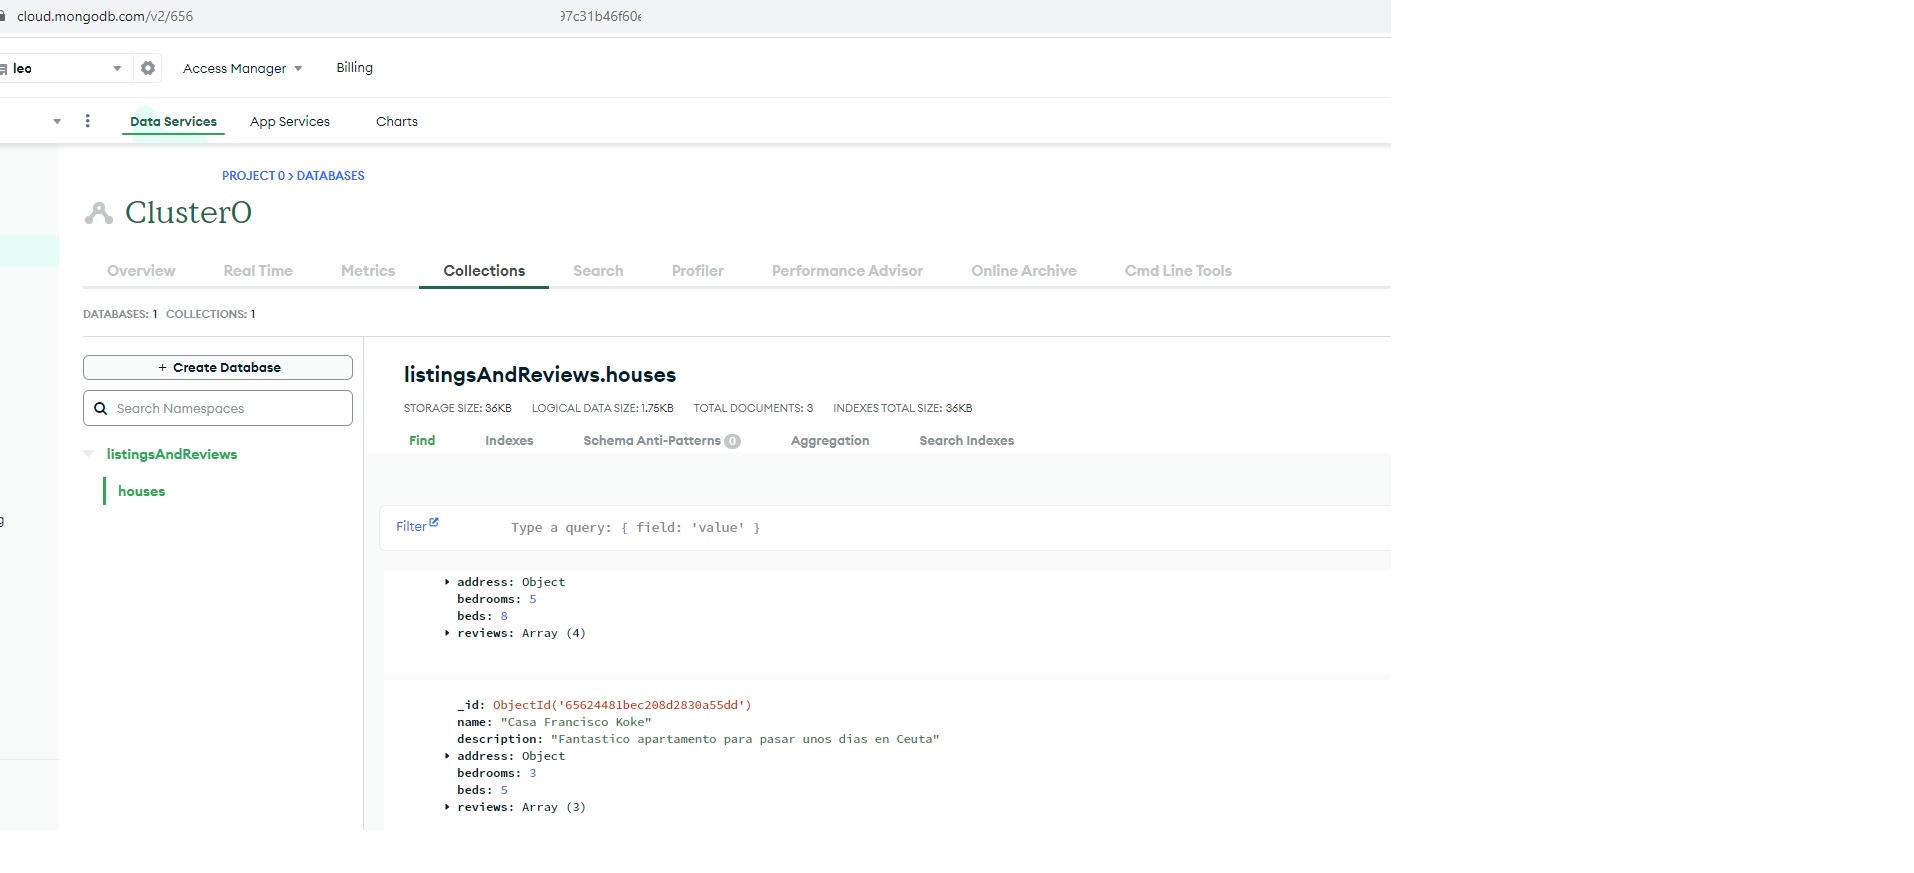 cloud.mongodb.com/v2/656 97c31b46f60e
leo Access Manager Billing
Data Services App Services Charts
PROJECT 0 > DATABASES
Cluster0
Overview Real Time Metrics Collections Search Profiler Performance Advisor Online Archive Cmd Line Tools
DATABASES: 1 COLLECTIONS: 1
+ Create Database
Search Namespaces
listingsAndReviews
houses
g
listingsAndReviews.houses
STORAGE SIZE: 36KB LOGICAL DATA SIZE: 1.75KB TOTAL DOCUMENTS: 3 INDEXES TOTAL SIZE: 36KB
Find Indexes Schema Anti-Patterns 0 Aggregation Search Indexes
Filter Type a query: { field: 'value' }
address: Object
bedrooms: 5
beds: 8
reviews: Array (4)
_id: ObjectId('65624481bec208d2830a55dd')
name: "Casa Francisco Koke"
description: "Fantastico apartamento para pasar unos dias en Ceuta"
address: Object
bedrooms: 3
beds: 5
reviews: Array (3)